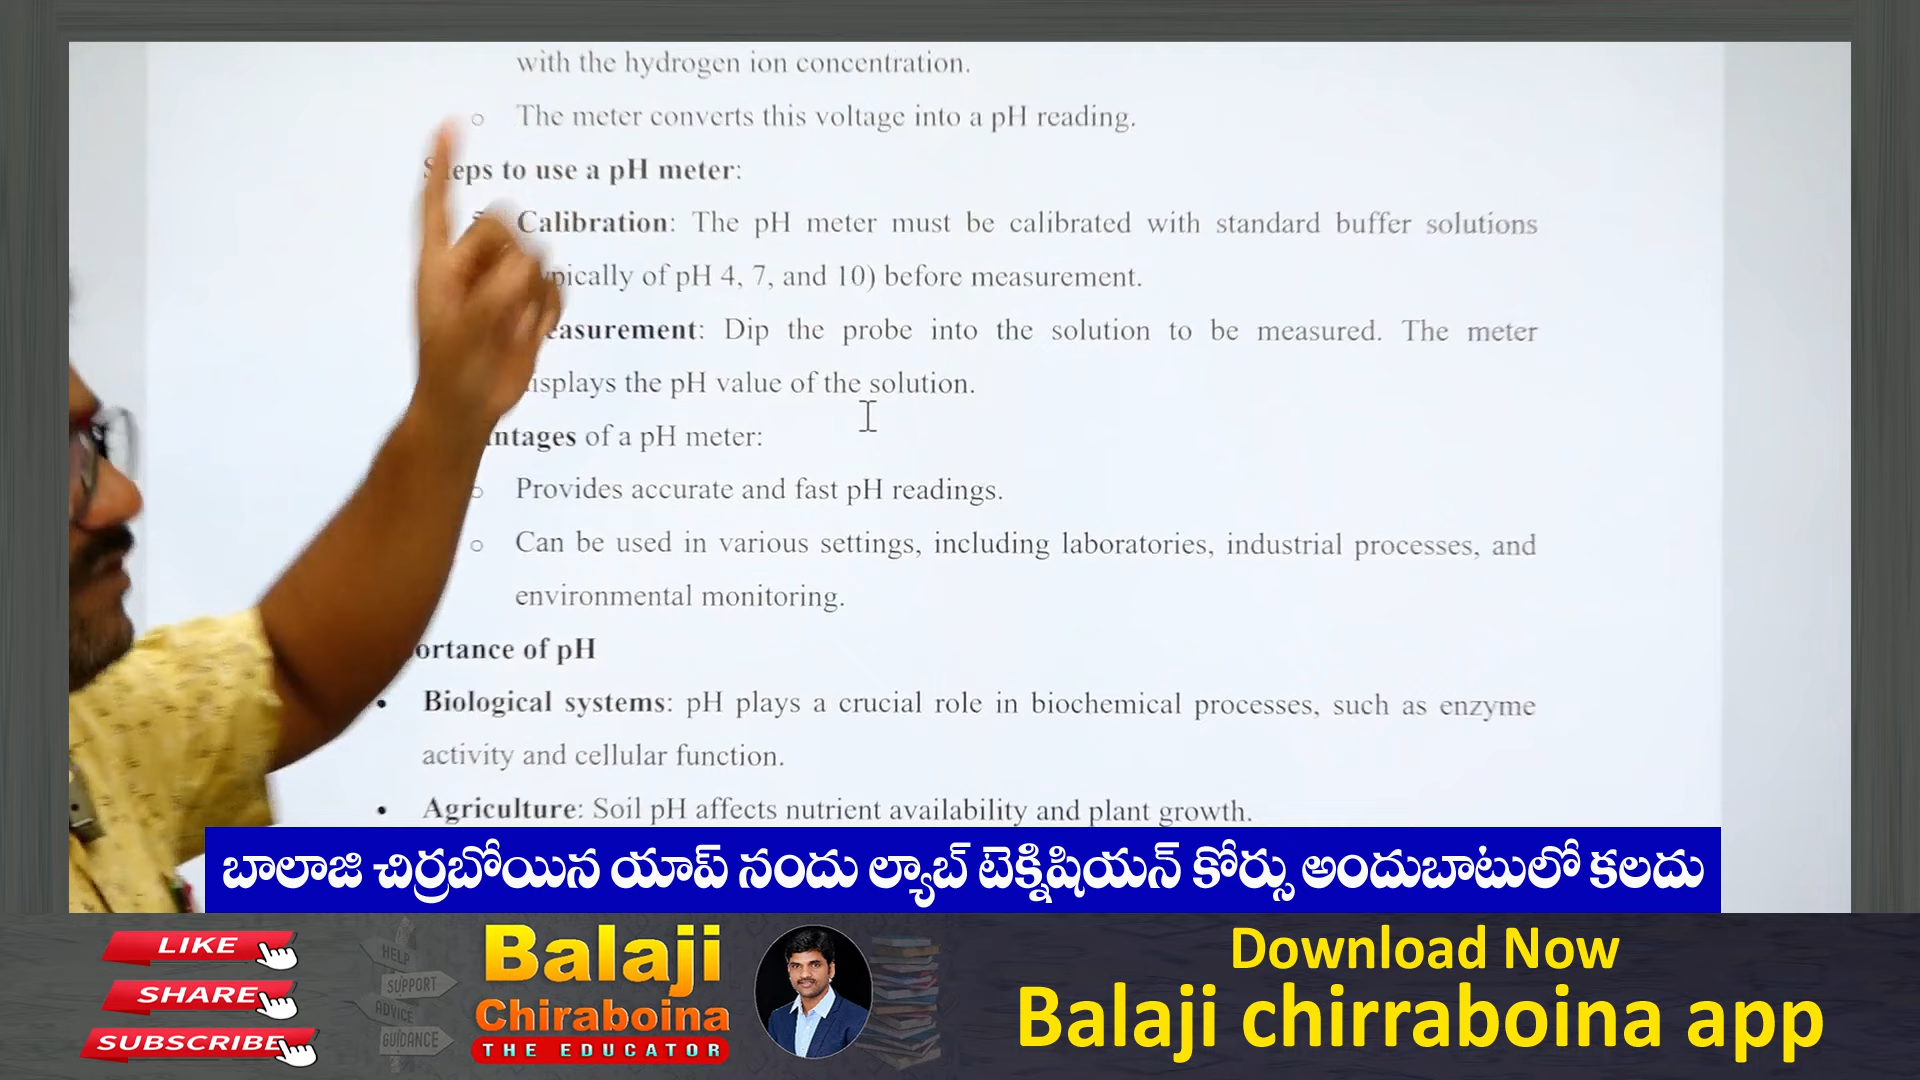 with the hydrogen ion concentration.
The meter converts this voltage into a pH reading.
Steps to use a pH meter:
Calibration: The pH meter must be calibrated with standard buffer solutions
of pH 4, 7, and 10) before measurement.
Dip the probe into the solution to be measured. The meter
the pH value of the solution.
of a pH meter:
Provides accurate and fast pH readings.
Can be used in various settings, including laboratories, industrial processes, and
environmental monitoring.
of pH
Biological systems: pH plays a crucial role in biochemical processes, such as enzyme
activity and cellular function.
Agriculture: Soil pH affects nutrient availability and plant growth.
బాలాజి చిర్రబోయిన యాప్ నందు ల్యాబ్ టెక్నిషియన్ కోర్సు అందుబాటులో కలదు
LIKE
SHARE
SUBSCRIBE
HELP
SUPPORT
ADVICE
GUIDANCE
Balaji
Chiraboina
THE EDUCATOR
Download Now
Balaji chirraboina app